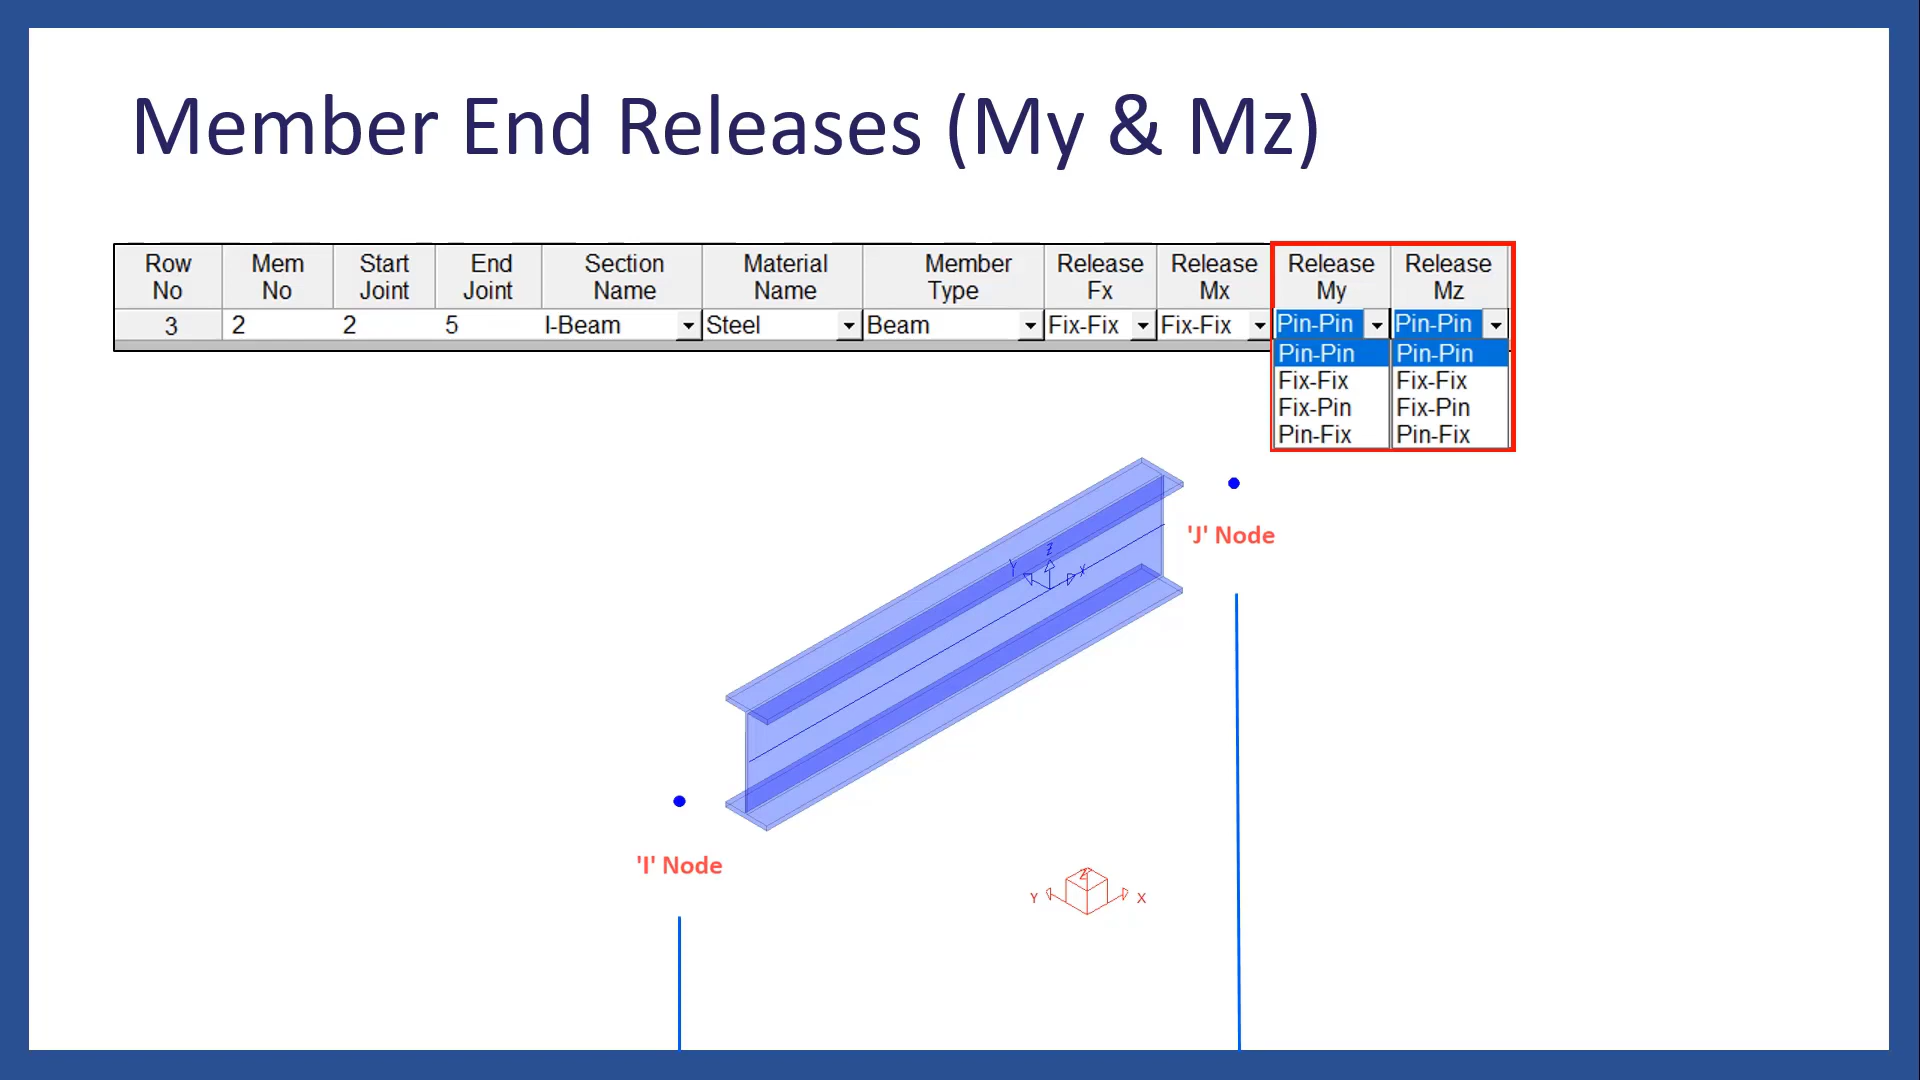 Member End Releases (My & Mz)
Row No Mem No Start Joint End Joint Section Name Material Name Member Type Release Fx Release Mx Release My Release Mz
3 2 2 5 I-Beam Steel Beam Fix-Fix Fix-Fix Pin-Pin Pin-Pin
Pin-Pin Pin-Pin
Fix-Fix Fix-Fix
Fix-Pin Fix-Pin
Pin-Fix Pin-Fix
'J' Node
Z
Y X
'I' Node
Z
Y X